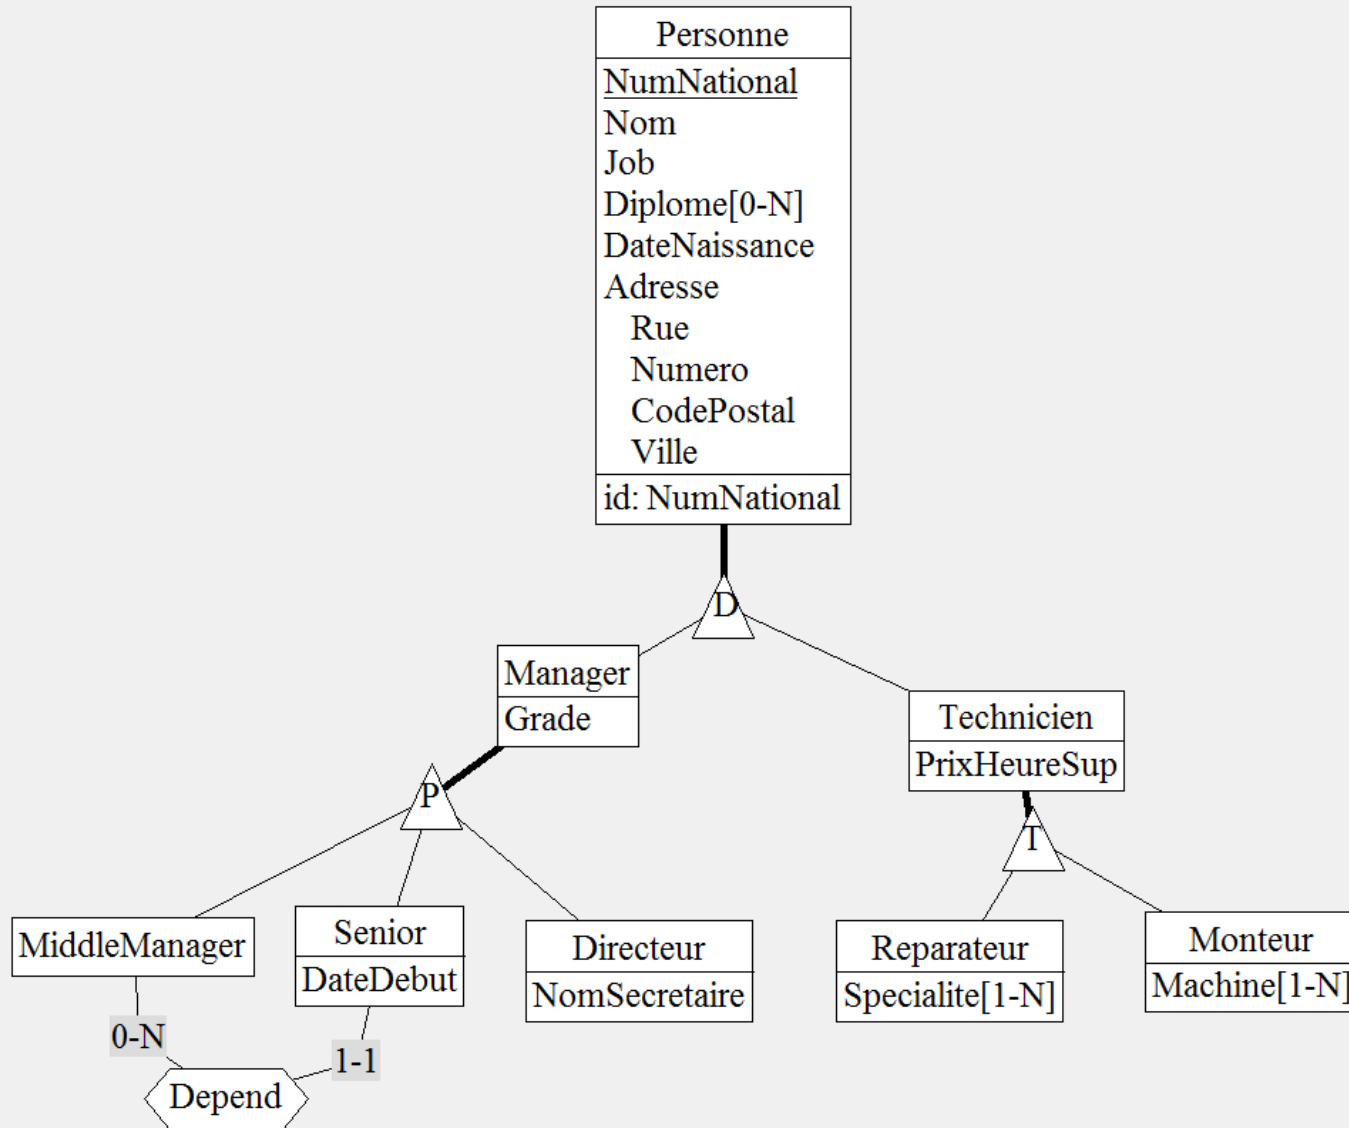 Personne
NumNational
Nom
Job
Diplome[0-N]
DateNaissance
Adresse
Rue
Numero
CodePostal
Ville
id: NumNational
D
Manager
Grade
Technicien
PrixHeureSup
P
T
MiddleManager
Senior
DateDebut
Directeur
NomSecretaire
Reparateur
Specialite[1-N]
Monteur
Machine[1-N]
0-N
1-1
Depend